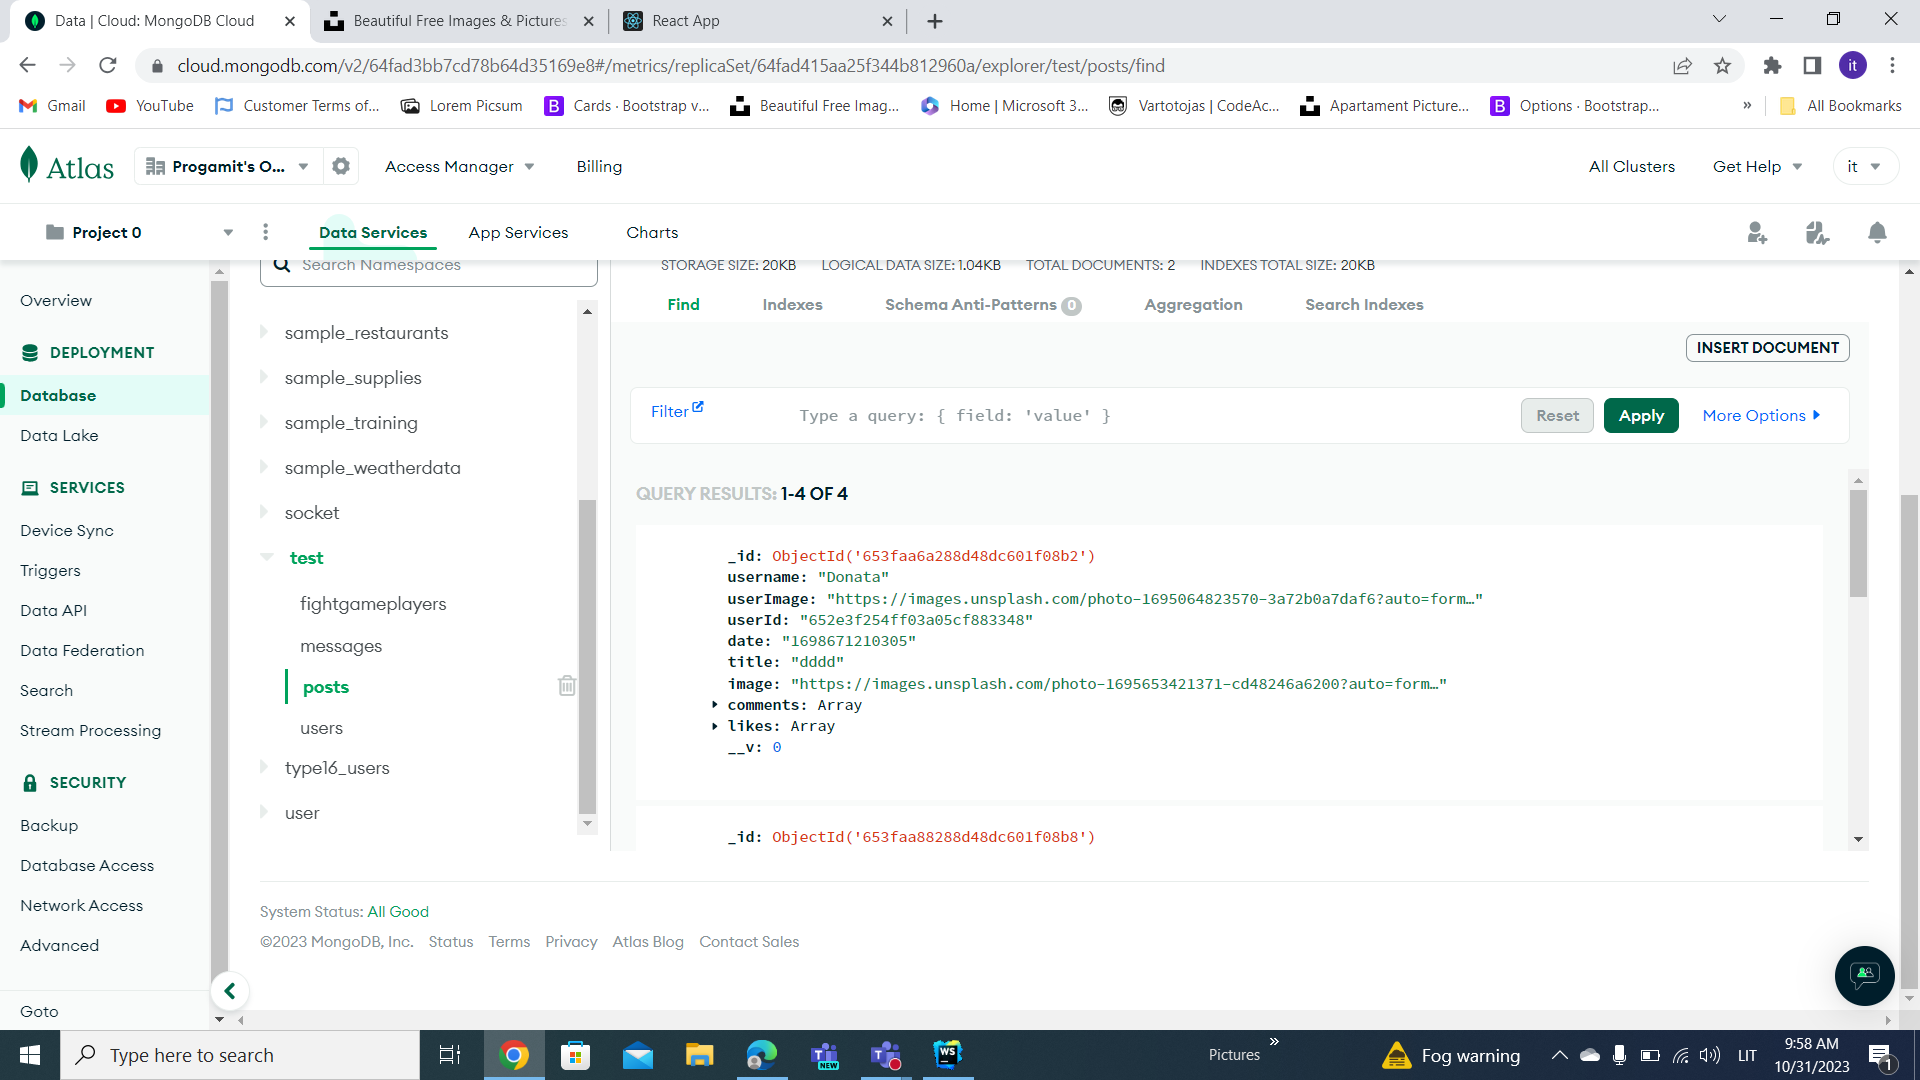 Data | Cloud: MongoDB Cloud
Beautiful Free Images & Pictures
React App
cloud.mongodb.com/v2/64fad3bb7cd78b64d35169e8#/metrics/replicaSet/64fad415aa25f344b812960a/explorer/test/posts/find
it
Gmail
YouTube
Customer Terms of...
Lorem Picsum
Cards · Bootstrap v...
Beautiful Free Imag...
Home | Microsoft 3...
Vartotojas | CodeAc...
Apartament Picture...
Options · Bootstrap...
»
All Bookmarks
Atlas
Progamit's O...
Access Manager
Billing
All Clusters
Get Help
it
Project 0
Data Services
App Services
Charts
Overview
DEPLOYMENT
Database
Data Lake
SERVICES
Device Sync
Triggers
Data API
Data Federation
Search
Stream Processing
SECURITY
Backup
Database Access
Network Access
Advanced
Goto
Search Namespaces
sample_restaurants
sample_supplies
sample_training
sample_weatherdata
socket
test
fightgameplayers
messages
posts
users
type16_users
user
STORAGE SIZE: 20KB LOGICAL DATA SIZE: 1.04KB TOTAL DOCUMENTS: 2 INDEXES TOTAL SIZE: 20KB
Find
Indexes
Schema Anti-Patterns 0
Aggregation
Search Indexes
INSERT DOCUMENT
Filter
Type a query: { field: 'value' }
Reset
Apply
More Options
QUERY RESULTS: 1-4 OF 4
_id: ObjectId('653faa6a288d48dc601f08b2')
username: "Donata"
userImage: "https://images.unsplash.com/photo-1695064823570-3a72b0a7daf6?auto=form…"
userId: "652e3f254ff03a05cf883348"
date: "1698671210305"
title: "dddd"
image: "https://images.unsplash.com/photo-1695653421371-cd48246a6200?auto=form…"
comments: Array
likes: Array
__v: 0
_id: ObjectId('653faa88288d48dc601f08b8')
System Status: All Good
©2023 MongoDB, Inc. Status Terms Privacy Atlas Blog Contact Sales
Type here to search
NEW
WS
Pictures
»
Fog warning
LIT
9:58 AM
10/31/2023
1